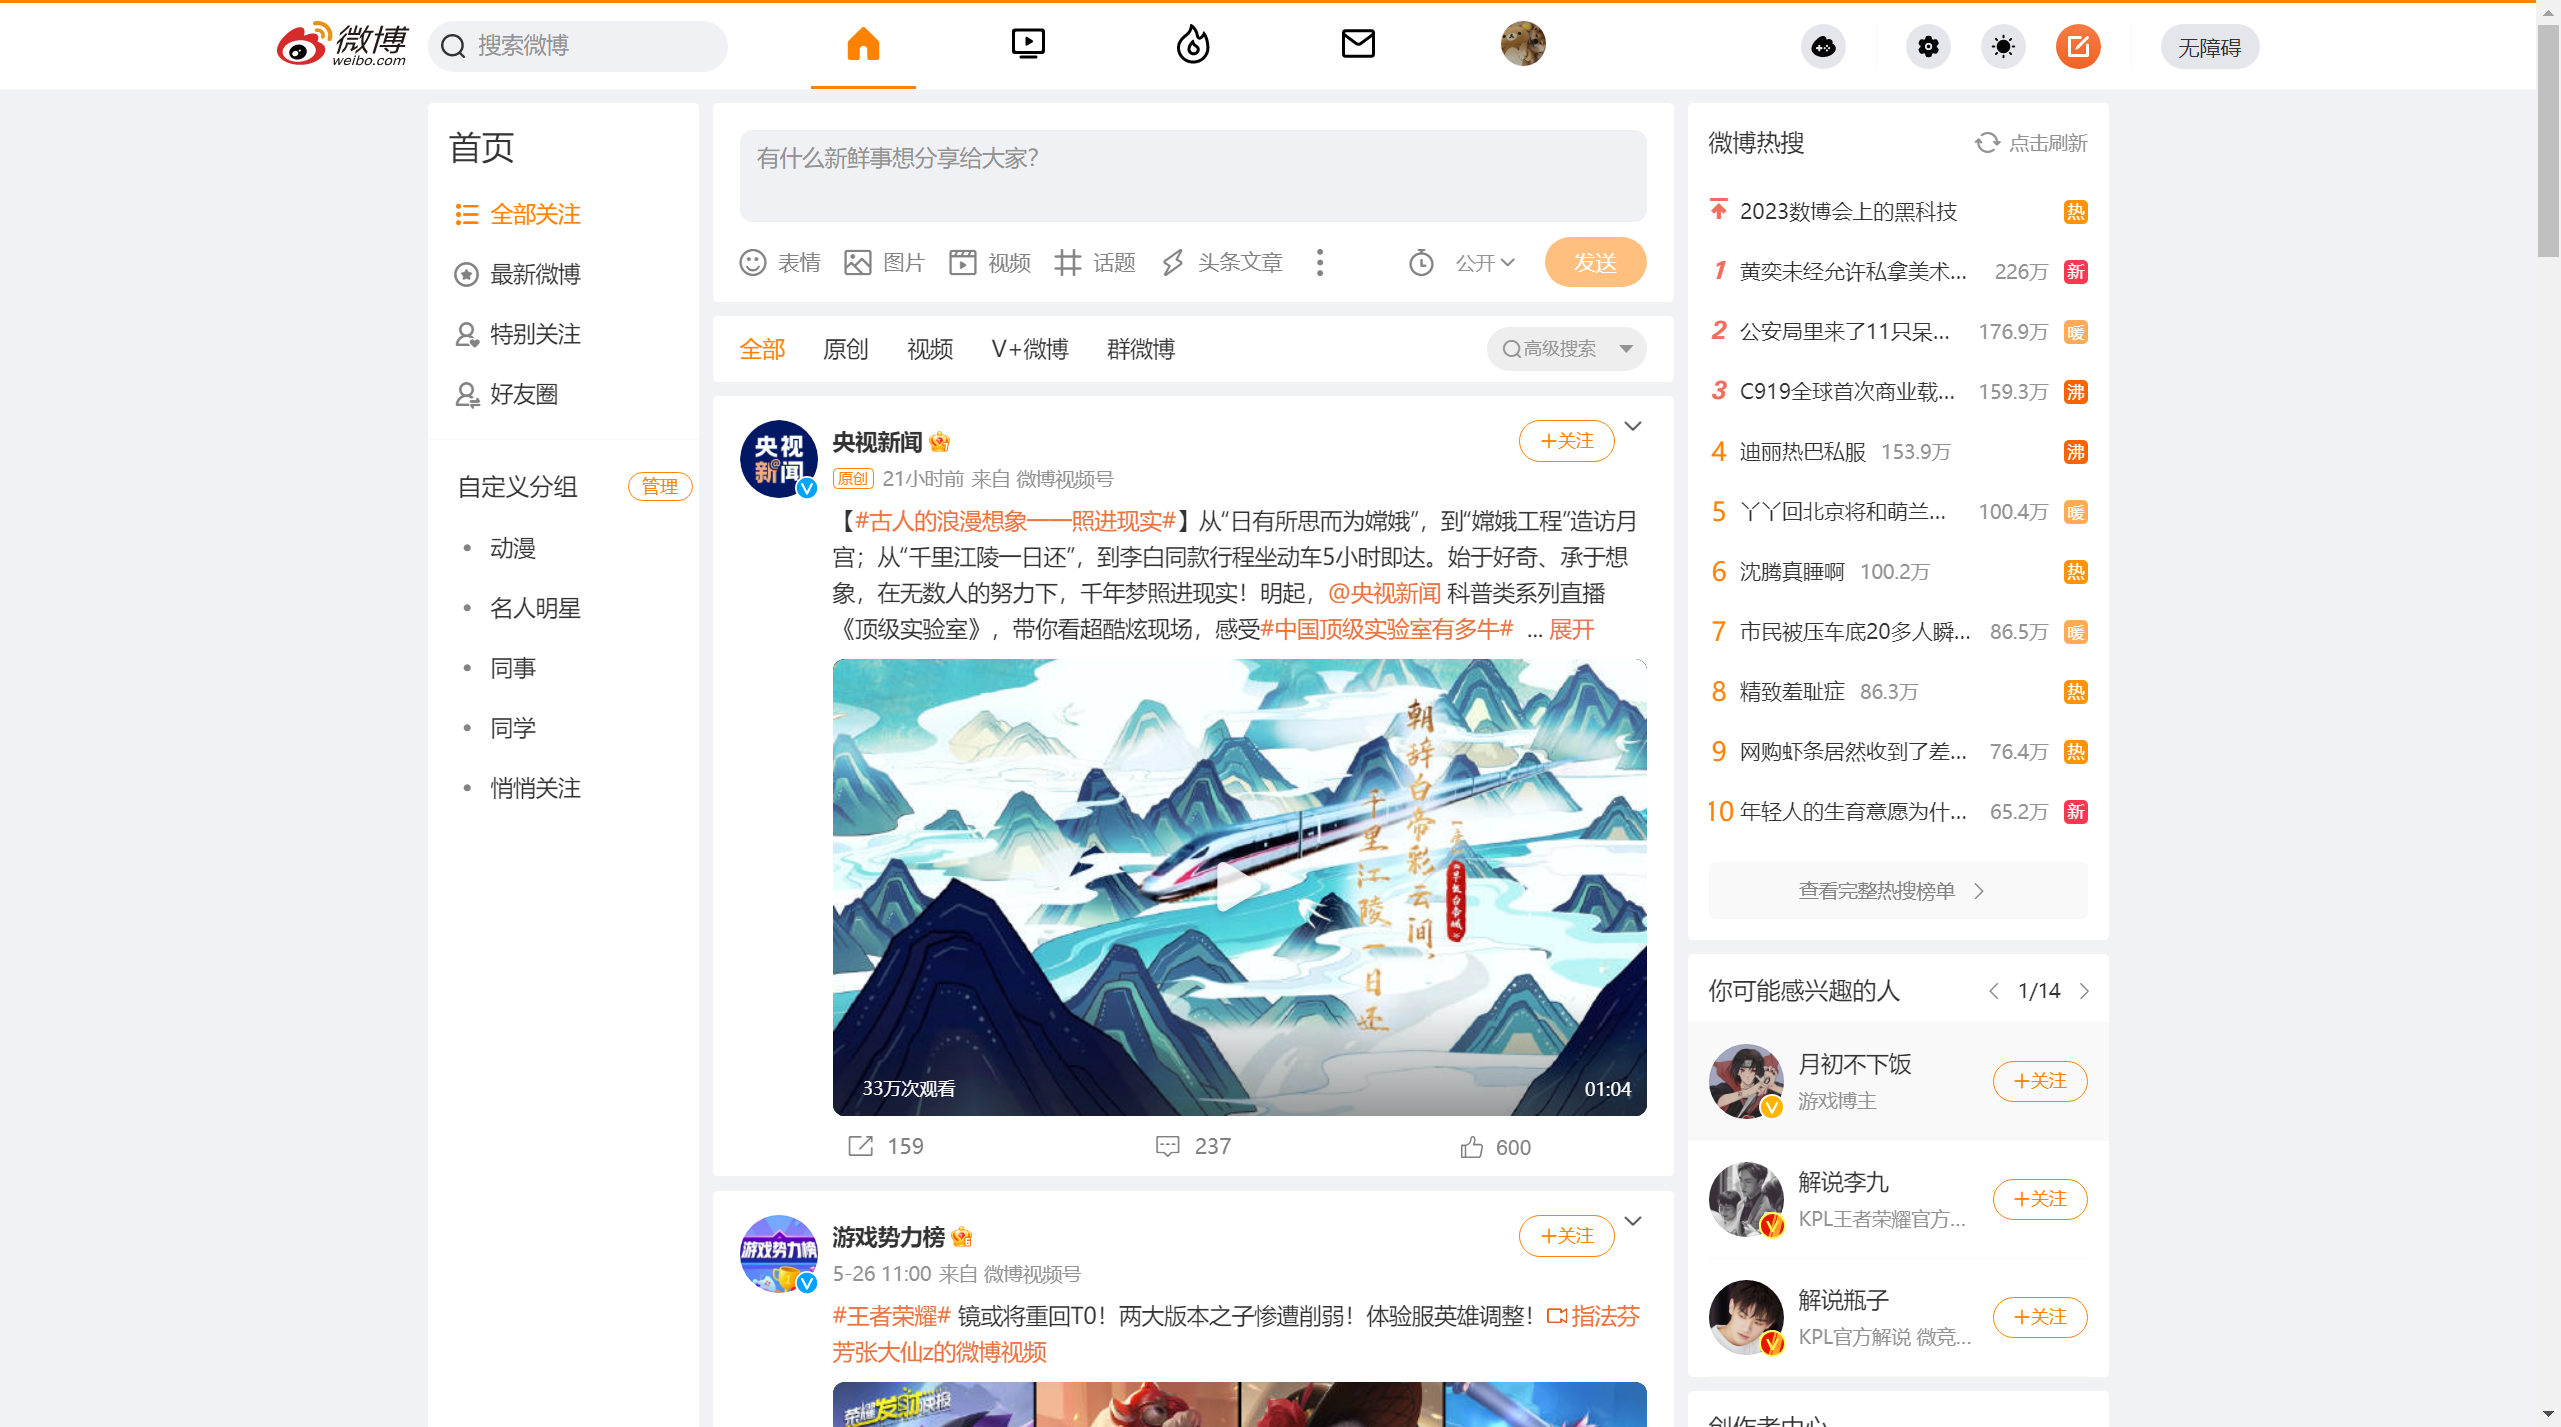 微博
weibo.com
搜索微博
无障碍
首页
全部关注
最新微博
特别关注
好友圈
自定义分组 管理
动漫
名人明星
同事
同学
悄悄关注
有什么新鲜事想分享给大家?
表情 图片 视频 话题 头条文章 公开 发送
全部 原创 视频 V+微博 群微博 高级搜索
央视新闻
+关注
原创 21小时前 来自 微博视频号
【#古人的浪漫想象一一照进现实#】从“日有所思而为嫦娥”，到“嫦娥工程”造访月
宫；从“千里江陵一日还”，到李白同款行程坐动车5小时即达。始于好奇、承于想
象，在无数人的努力下，千年梦照进现实！明起，@央视新闻 科普类系列直播
《顶级实验室》，带你看超酷炫现场，感受#中国顶级实验室有多牛# ... 展开
央视
新@闻
朝辞白帝彩云间，
千里江陵一日还
早发白帝城
33万次观看 01:04
159 237 600
游戏势力榜
+关注
5-26 11:00 来自 微博视频号
#王者荣耀# 镜或将重回T0！两大版本之子惨遭削弱！体验服英雄调整！指法芬
芳张大仙z的微博视频
游戏势力榜
微博热搜 点击刷新
2023数博会上的黑科技 热
1 黄奕未经允许私拿美术... 226万 新
2 公安局里来了11只呆... 176.9万 暖
3 C919全球首次商业载... 159.3万 沸
4 迪丽热巴私服 153.9万 沸
5 丫丫回北京将和萌兰... 100.4万 暖
6 沈腾真睡啊 100.2万 热
7 市民被压车底20多人瞬... 86.5万 暖
8 精致羞耻症 86.3万 热
9 网购虾条居然收到了差... 76.4万 热
10 年轻人的生育意愿为什... 65.2万 新
查看完整热搜榜单
你可能感兴趣的人 1/14
月初不下饭
游戏博主
+关注
解说李九
KPL王者荣耀官方...
+关注
解说瓶子
KPL官方解说 微竞...
+关注
创作者中心